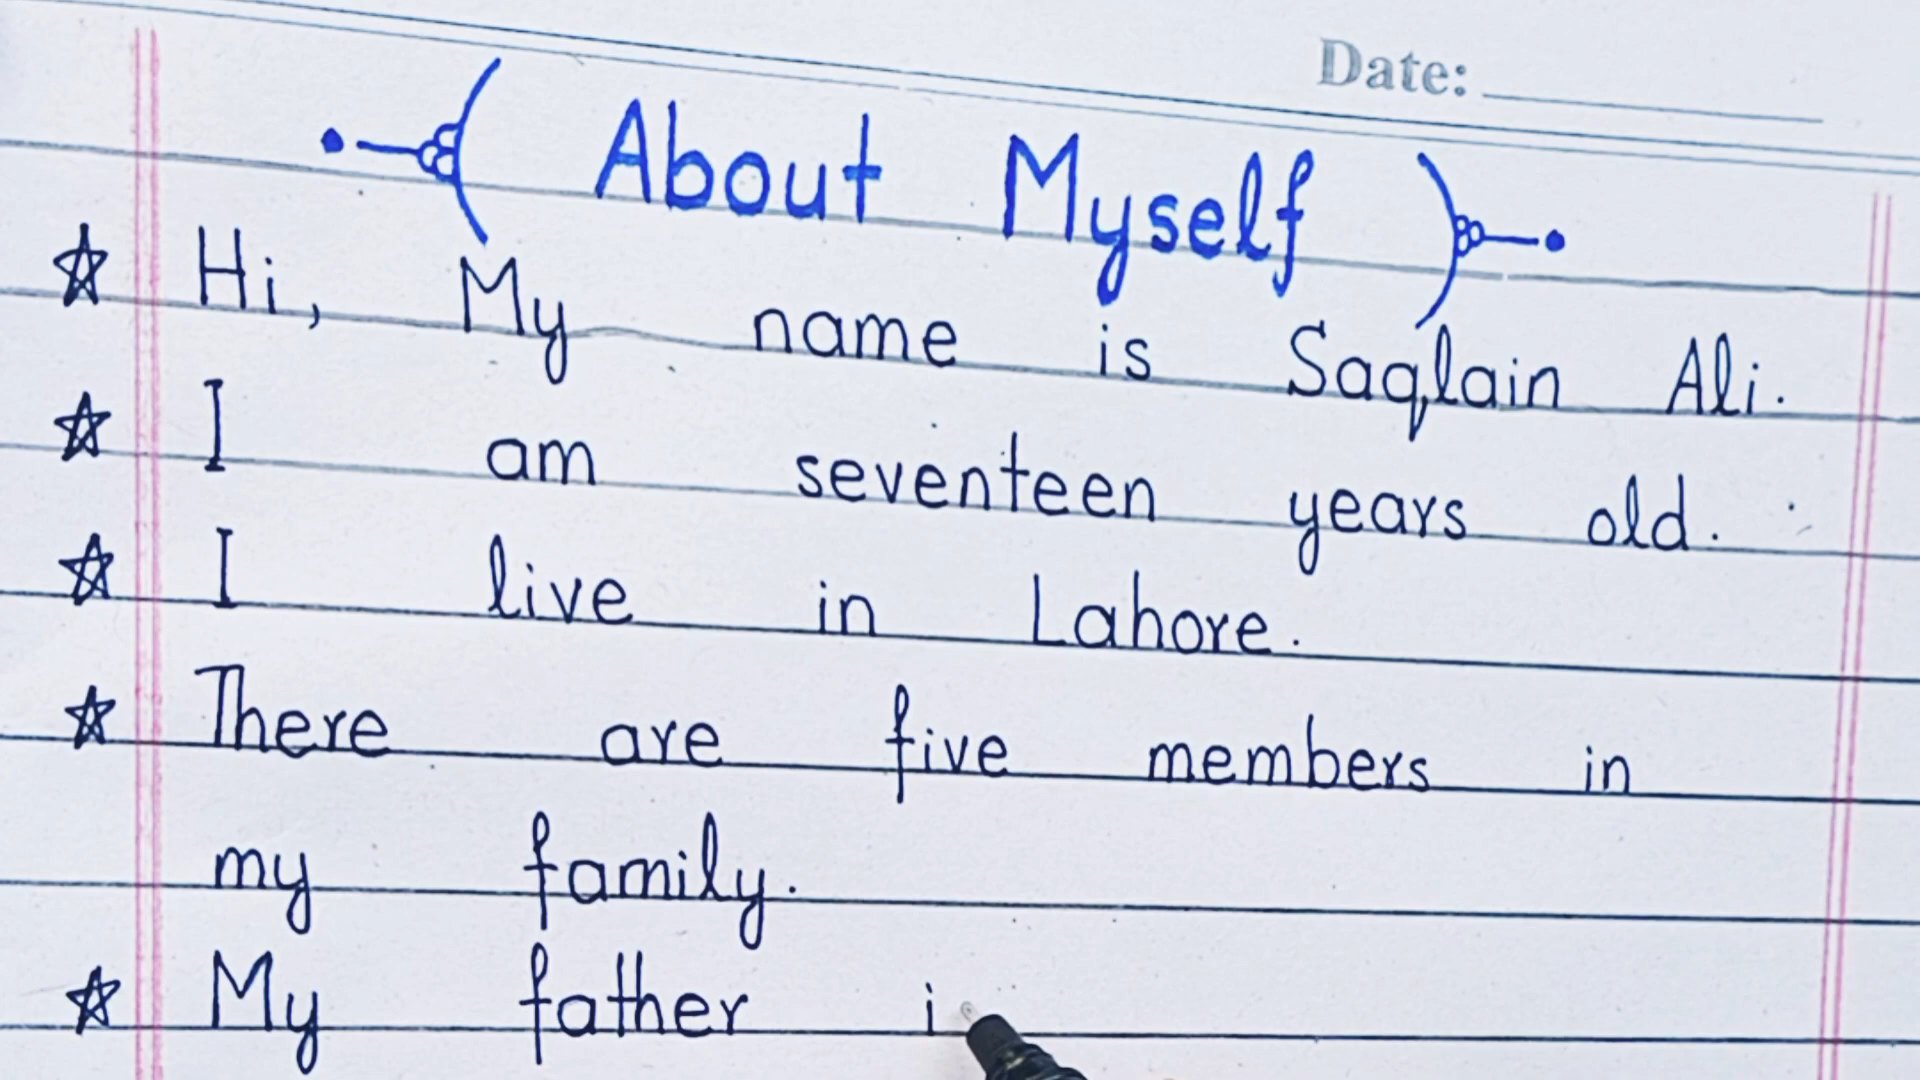 Date:
About Myself
Hi, My name is Saqlain Ali.
I am seventeen years old.
I live in Lahore.
There are five members in
my family.
My father i